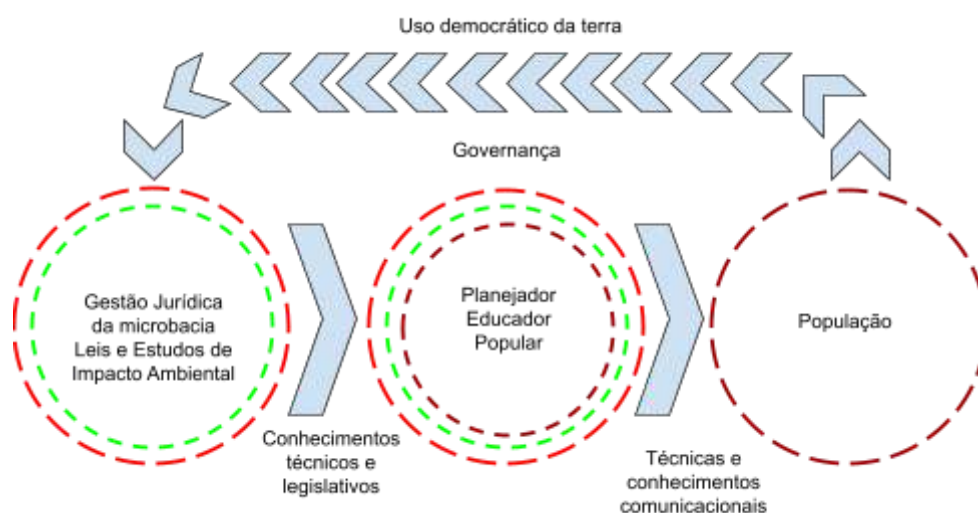 Uso democrático da terra
Governança
Gestão Jurídica
da microbacia
Leis e Estudos de
Impacto Ambiental
Planejador
Educador
Popular
População
Conhecimentos
técnicos e
legislativos
Técnicas e
conhecimentos
comunicacionais